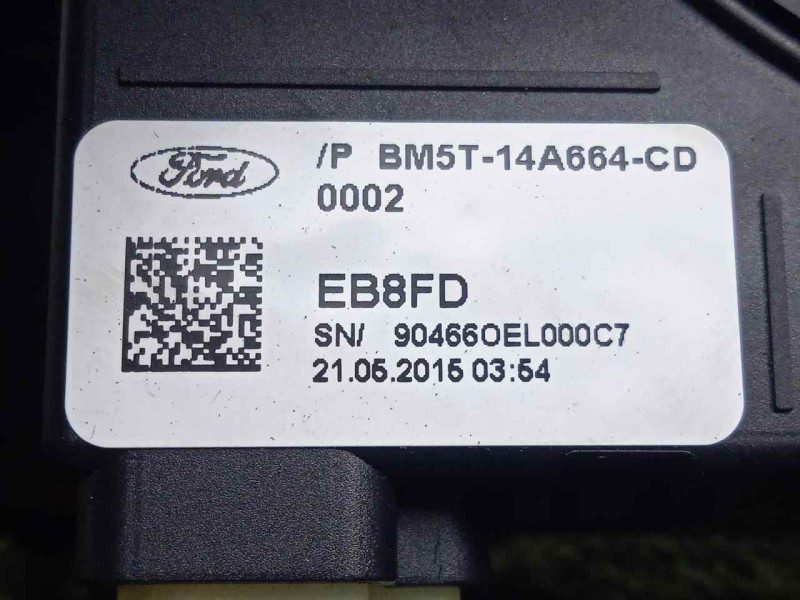 Ford
/P BM5T-14A664-CD
0002
EB8FD
SN/ 90466OEL000C7
21.05.2015 03:54